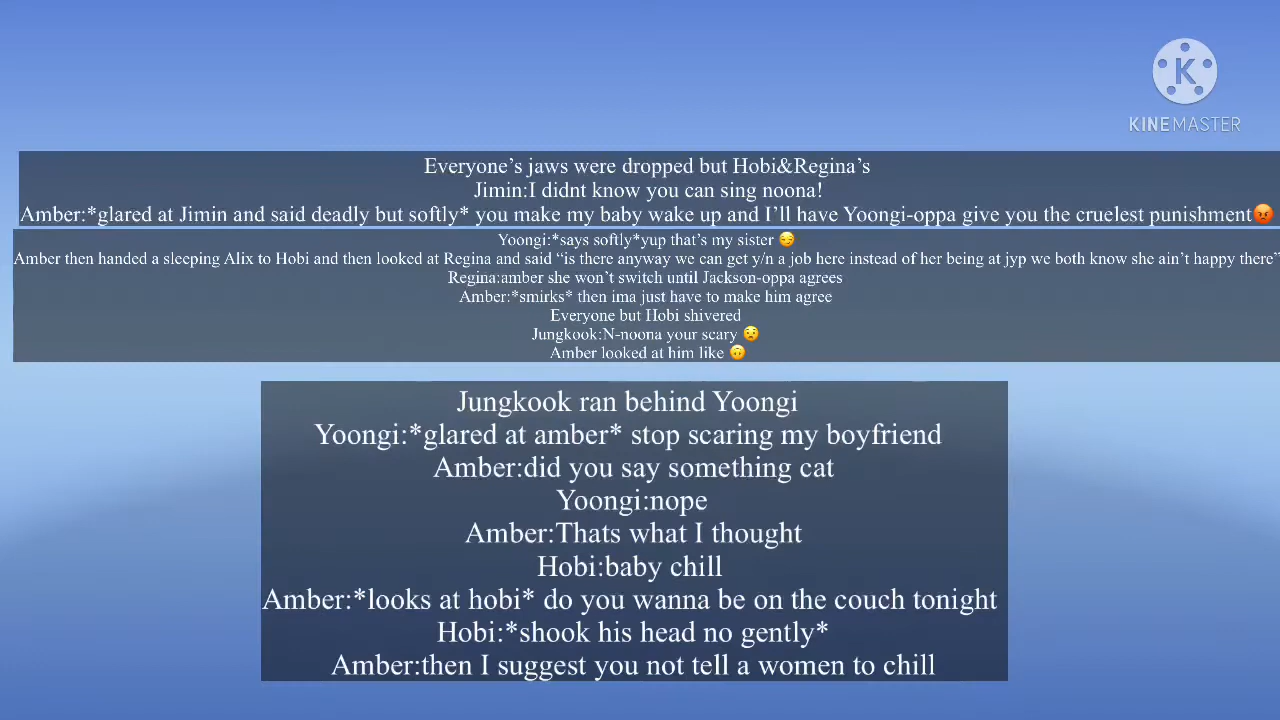 K
KINEMASTER
Everyone’s jaws were dropped but Hobi&Regina’s
Jimin:I didnt know you can sing noona!
Amber:*glared at Jimin and said deadly but softly* you make my baby wake up and I’ll have Yoongi-oppa give you the cruelest punishment😡
Yoongi:*says softly*yup that’s my sister 😏
Amber then handed a sleeping Alix to Hobi and then looked at Regina and said “is there anyway we can get y/n a job here instead of her being at jyp we both know she ain’t happy there”
Regina:amber she won’t switch until Jackson-oppa agrees
Amber:*smirks* then ima just have to make him agree
Everyone but Hobi shivered
Jungkook:N-noona your scary 😟
Amber looked at him like 🙃
Jungkook ran behind Yoongi
Yoongi:*glared at amber* stop scaring my boyfriend
Amber:did you say something cat
Yoongi:nope
Amber:Thats what I thought
Hobi:baby chill
Amber:*looks at hobi* do you wanna be on the couch tonight
Hobi:*shook his head no gently*
Amber:then I suggest you not tell a women to chill